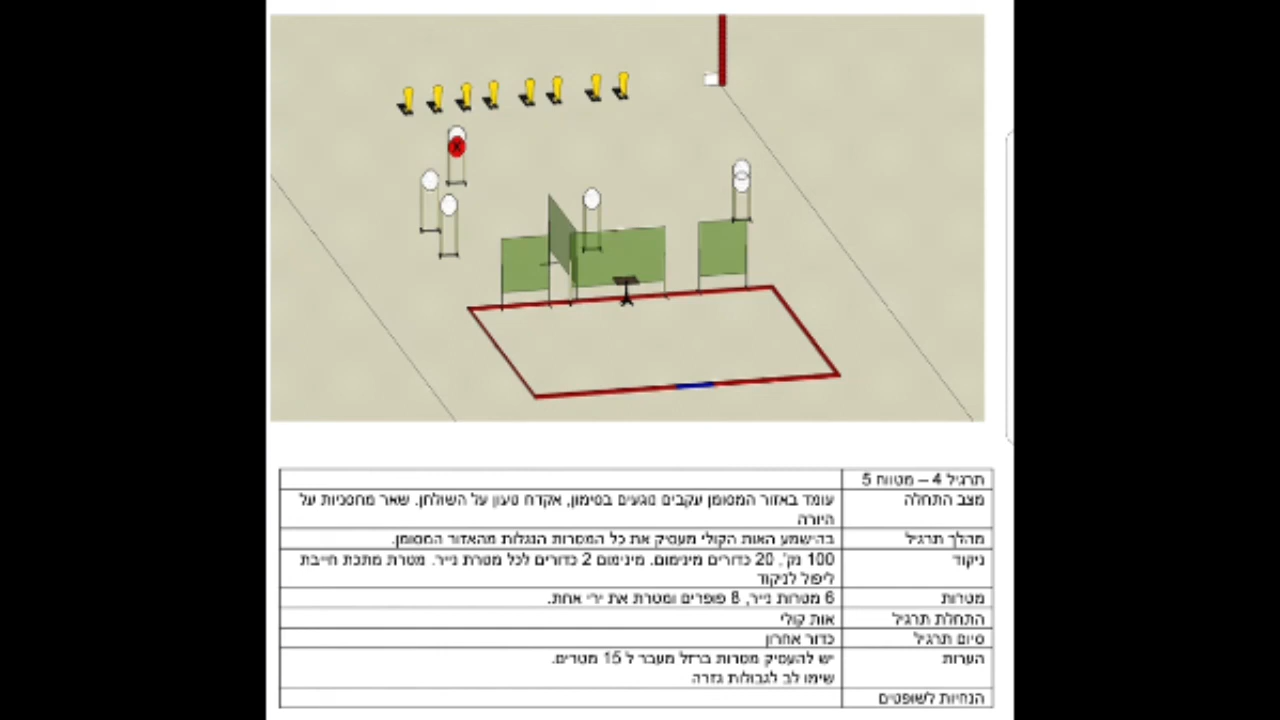 תרגיל 4 – מטווח 5
מצב התחלה
עומד באזור המסומן עקבים נוגעים בסימון, אקדח טעון על השולחן. שאר מחסניות על
היורה
מהלך תרגיל
בהישמע האות הקולי מעסיק את כל המטרות הנגלות מהאזור המסומן.
ניקוד
100 נק', 20 כדורים מינימום. מינימום 2 כדורים לכל מטרת נייר. מטרת מתכת חייבת
ליפול לניקוד
מטרות
6 מטרות נייר, 8 פופרים ומטרת את ירי אחת.
התחלת תרגיל
אות קולי
סיום תרגיל
כדור אחרון
הערות
יש להעסיק מטרות ברזל מעבר ל 15 מטרים.
שימו לב לגבולות גזרה
הנחיות לשופטים